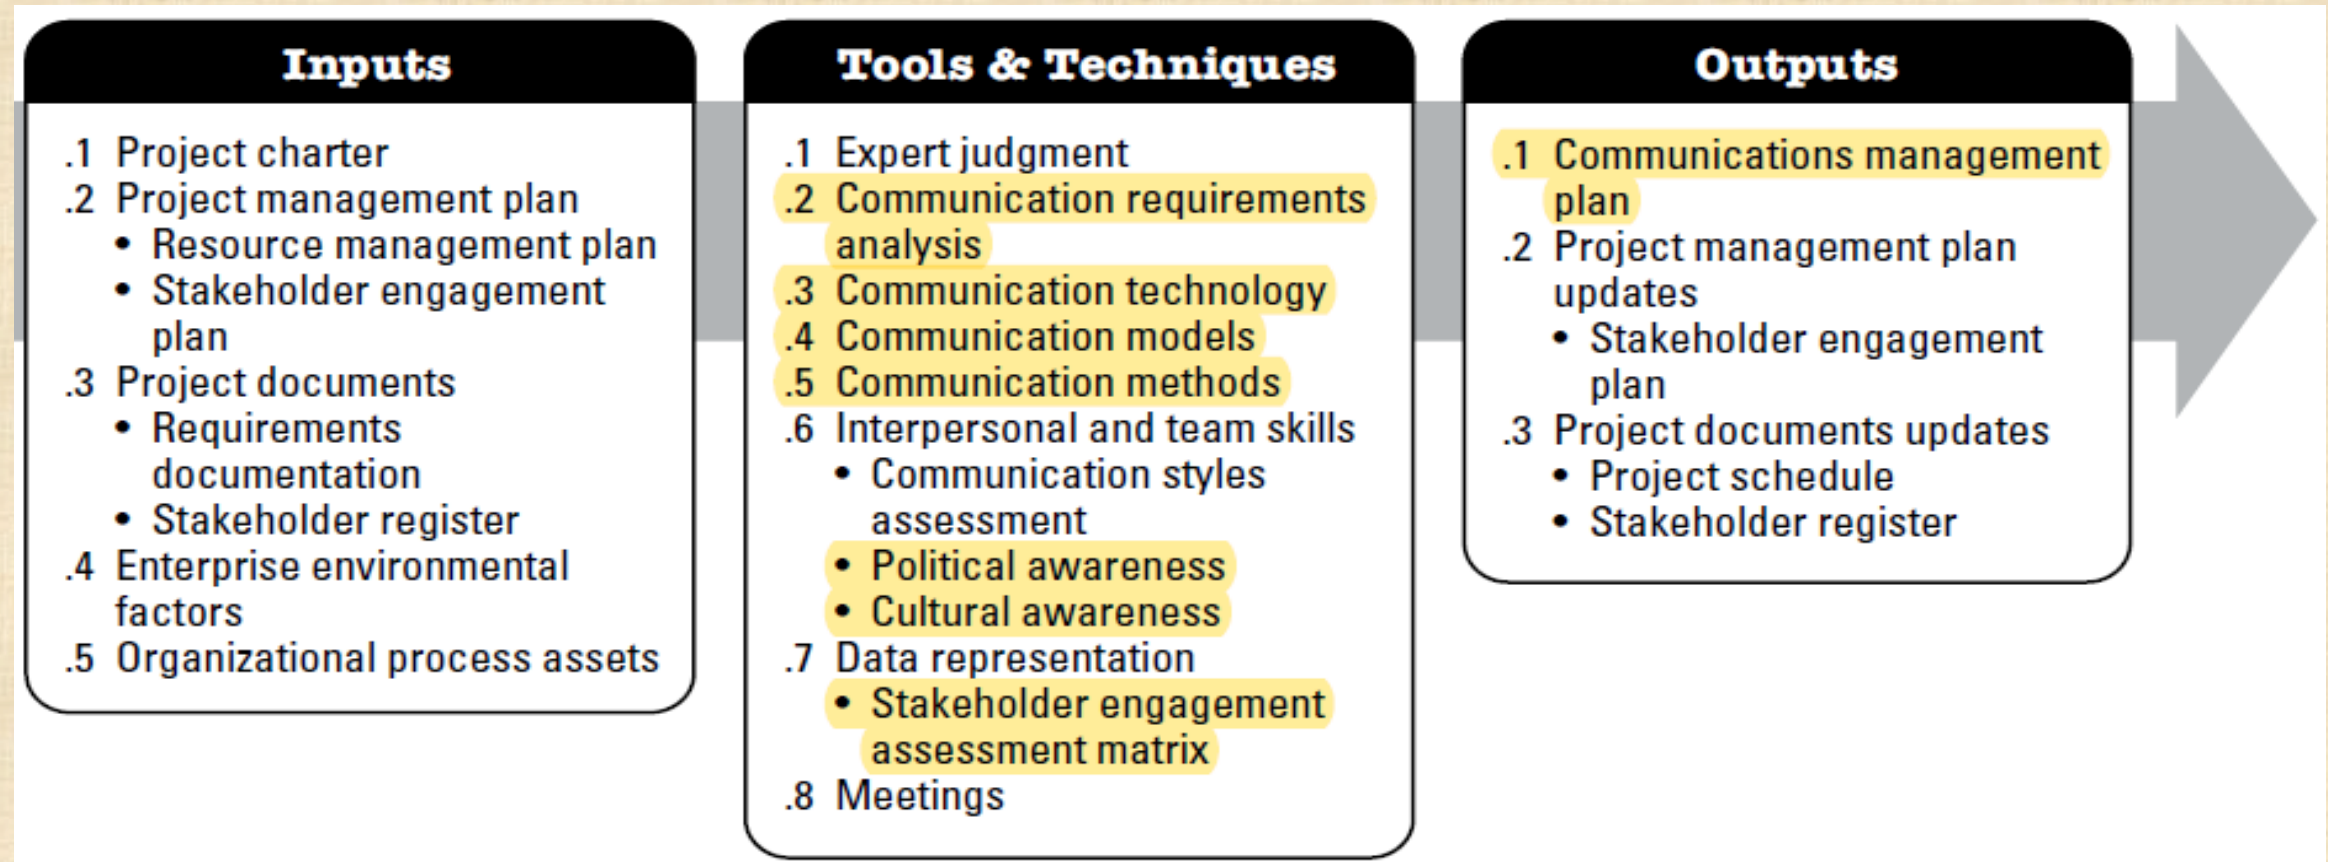 Inputs
.1 Project charter
.2 Project management plan
• Resource management plan
• Stakeholder engagement
plan
.3 Project documents
• Requirements
documentation
• Stakeholder register
.4 Enterprise environmental
factors
.5 Organizational process assets
Tools & Techniques
.1 Expert judgment
.2 Communication requirements
analysis
.3 Communication technology
.4 Communication models
.5 Communication methods
.6 Interpersonal and team skills
• Communication styles
assessment
• Political awareness
• Cultural awareness
.7 Data representation
• Stakeholder engagement
assessment matrix
.8 Meetings
Outputs
.1 Communications management
plan
.2 Project management plan
updates
• Stakeholder engagement
plan
.3 Project documents updates
• Project schedule
• Stakeholder register